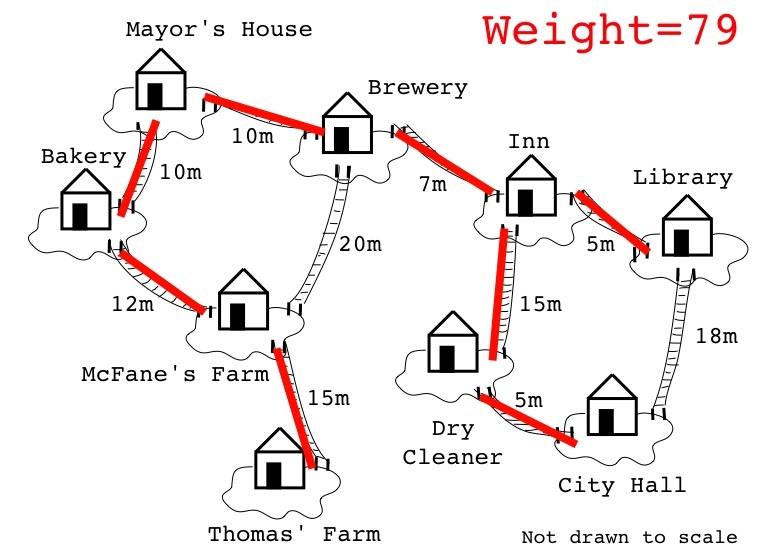 Weight=79
Mayor's House
Brewery
10m
Inn
Bakery
10m
7m
Library
5m
20m
12m
15m
18m
McFane's Farm
15m
5m
Dry
Cleaner
City Hall
Thomas' Farm
Not drawn to scale